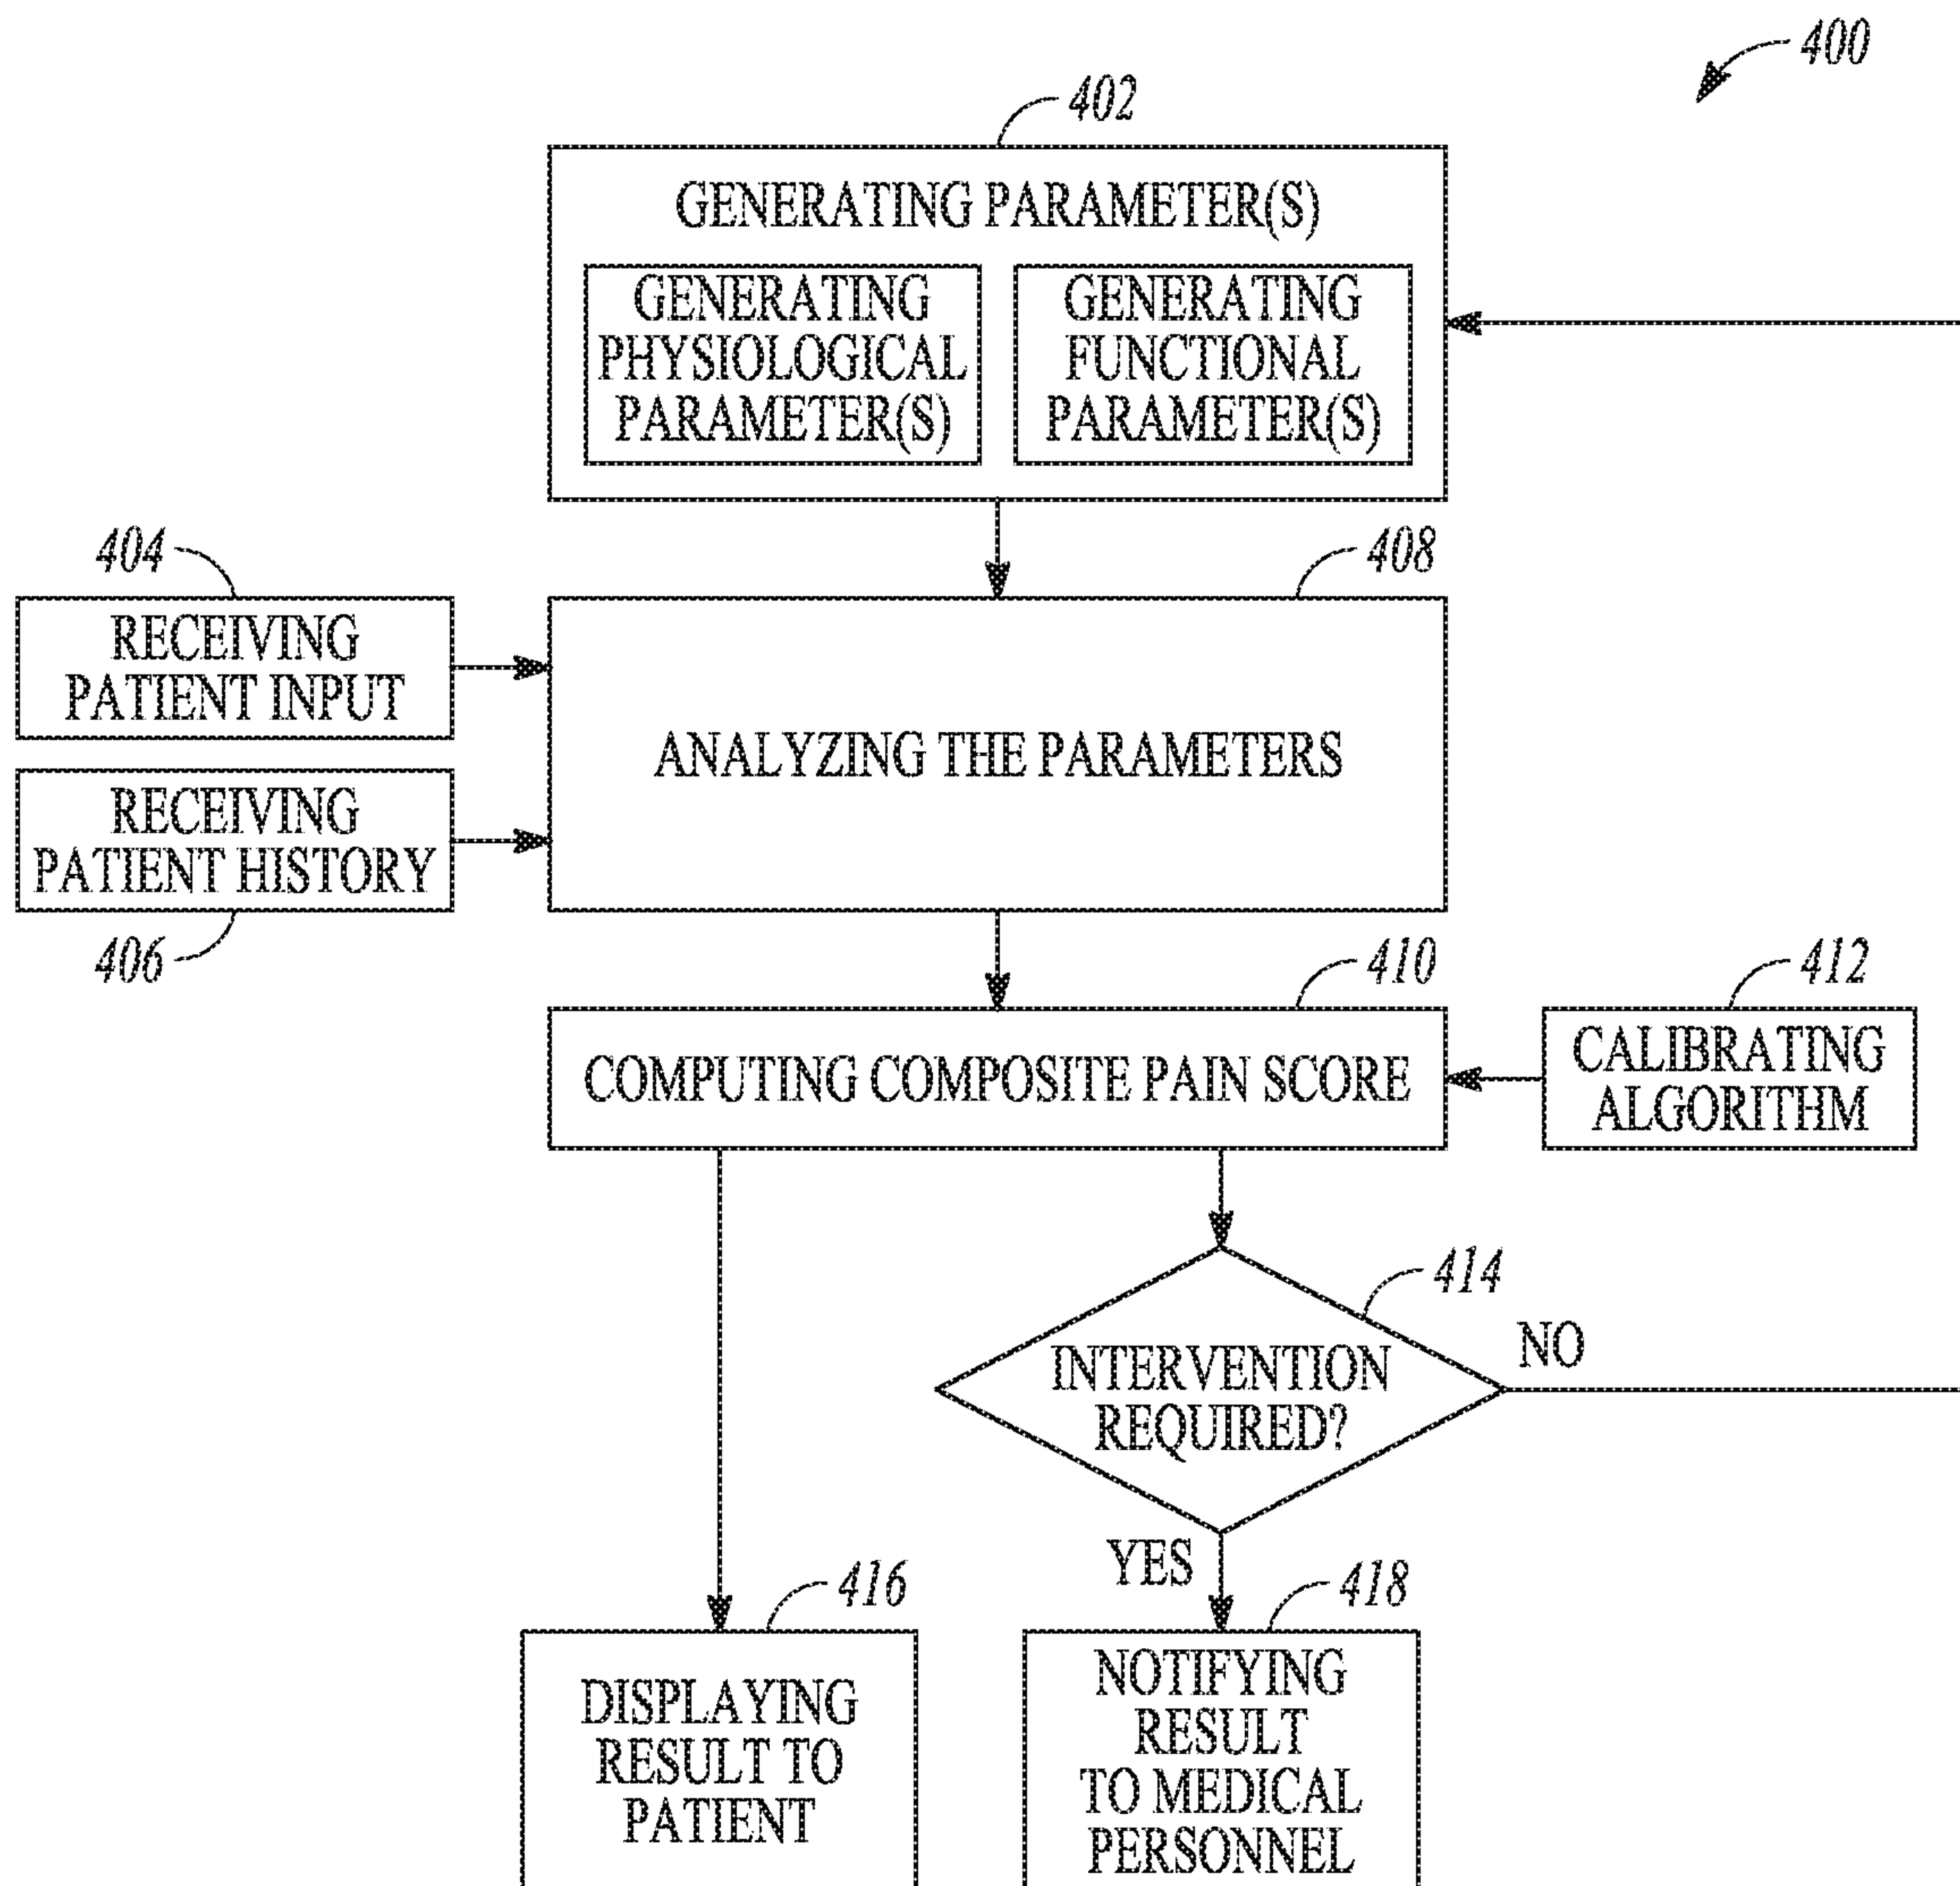 400
402
GENERATING PARAMETER(S)
GENERATING
PHYSIOLOGICAL
PARAMETER(S)
GENERATING
FUNCTIONAL
PARAMETER(S)
404
RECEIVING
PATIENT INPUT
408
ANALYZING THE PARAMETERS
RECEIVING
PATIENT HISTORY
406
410
COMPUTING COMPOSITE PAIN SCORE
412
CALIBRATING
ALGORITHM
414
INTERVENTION
REQUIRED?
NO
YES
416
DISPLAYING
RESULT TO
PATIENT
418
NOTIFYING
RESULT
TO MEDICAL
PERSONNEL